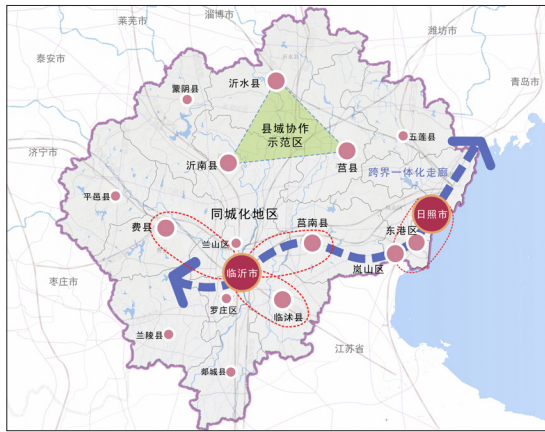 莱芜市
淄博市
潍坊市
泰安市
沂水县
青岛市
蒙阴县
县域协作
示范区
五莲县
济宁市
沂南县
莒县
跨界一体化走廊
平邑县
同城化地区
日照市
费县
兰山区
莒南县
东港区
临沂市
岚山区
枣庄市
罗庄区
临沭县
兰陵县
江苏省
郯城县